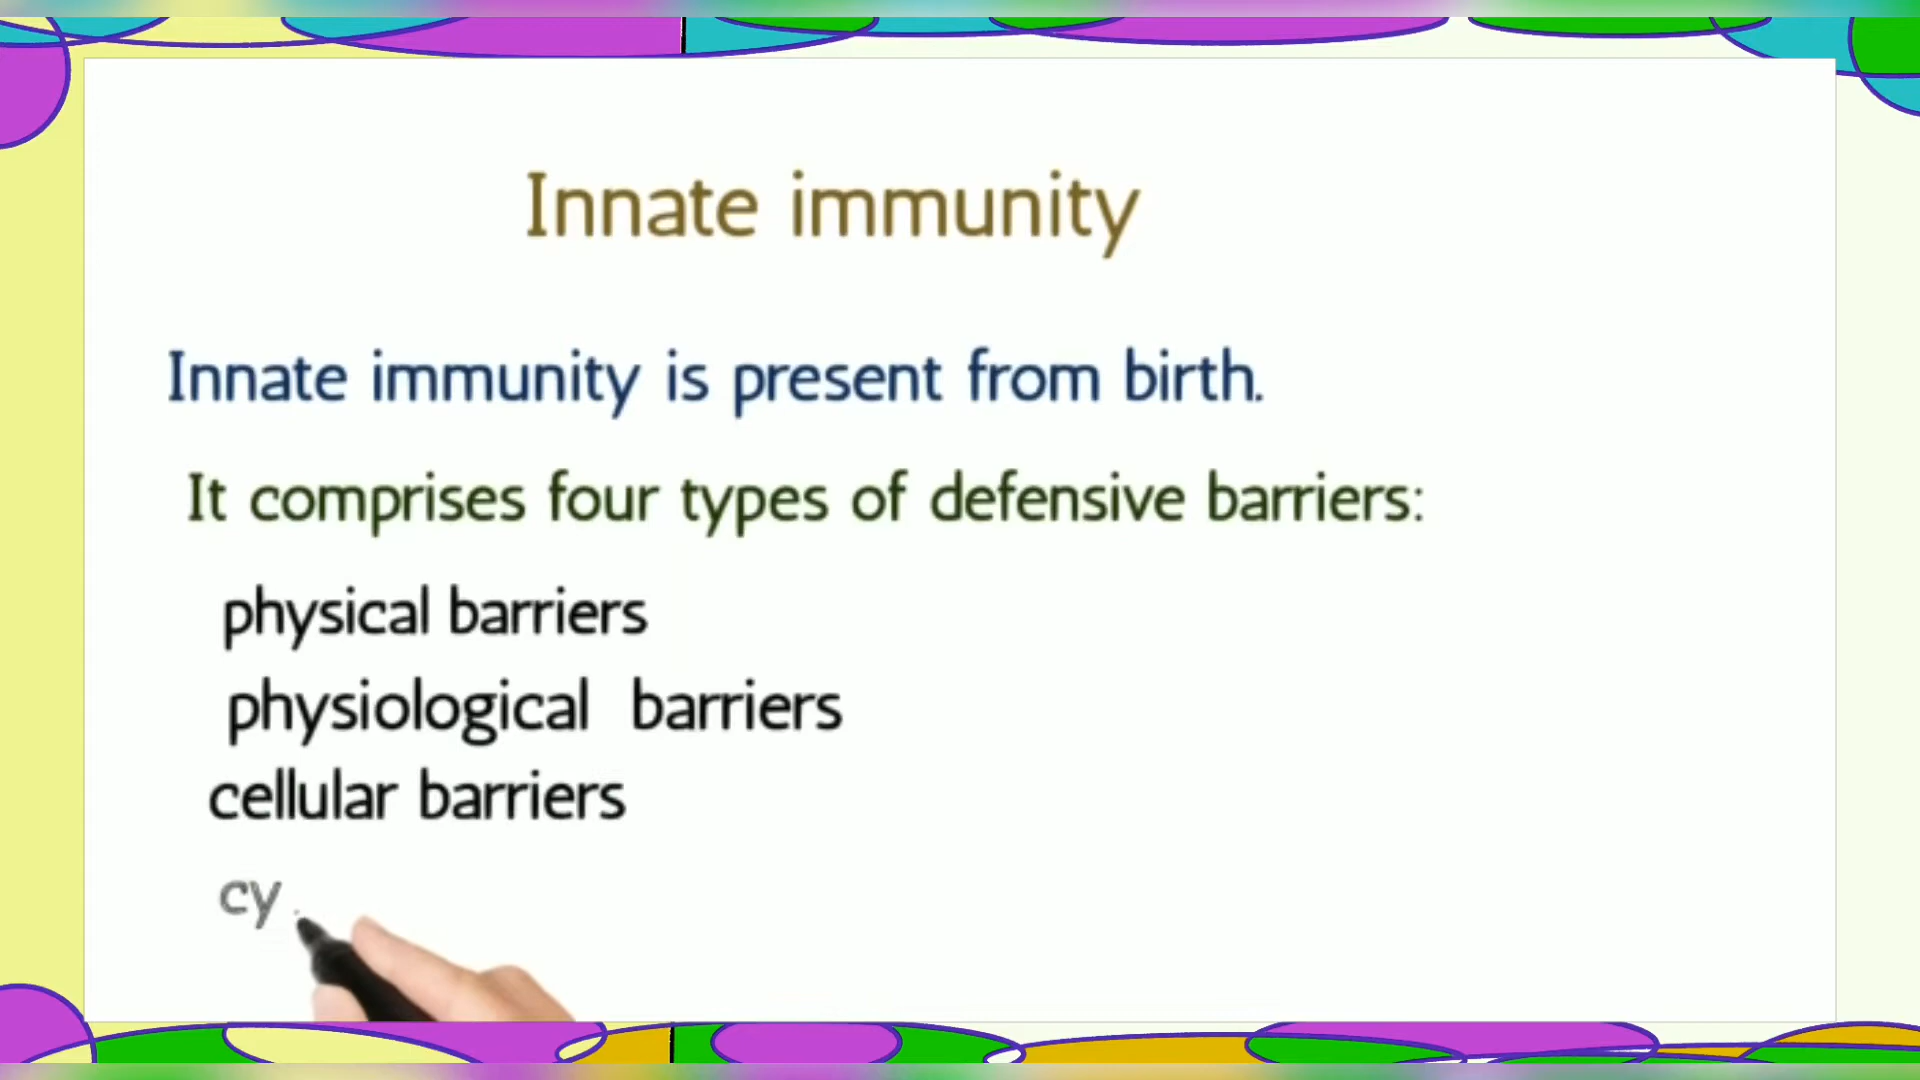 Innate immunity
Innate immunity is present from birth.
It comprises four types of defensive barriers:
physical barriers
physiological barriers
cellular barriers
cy